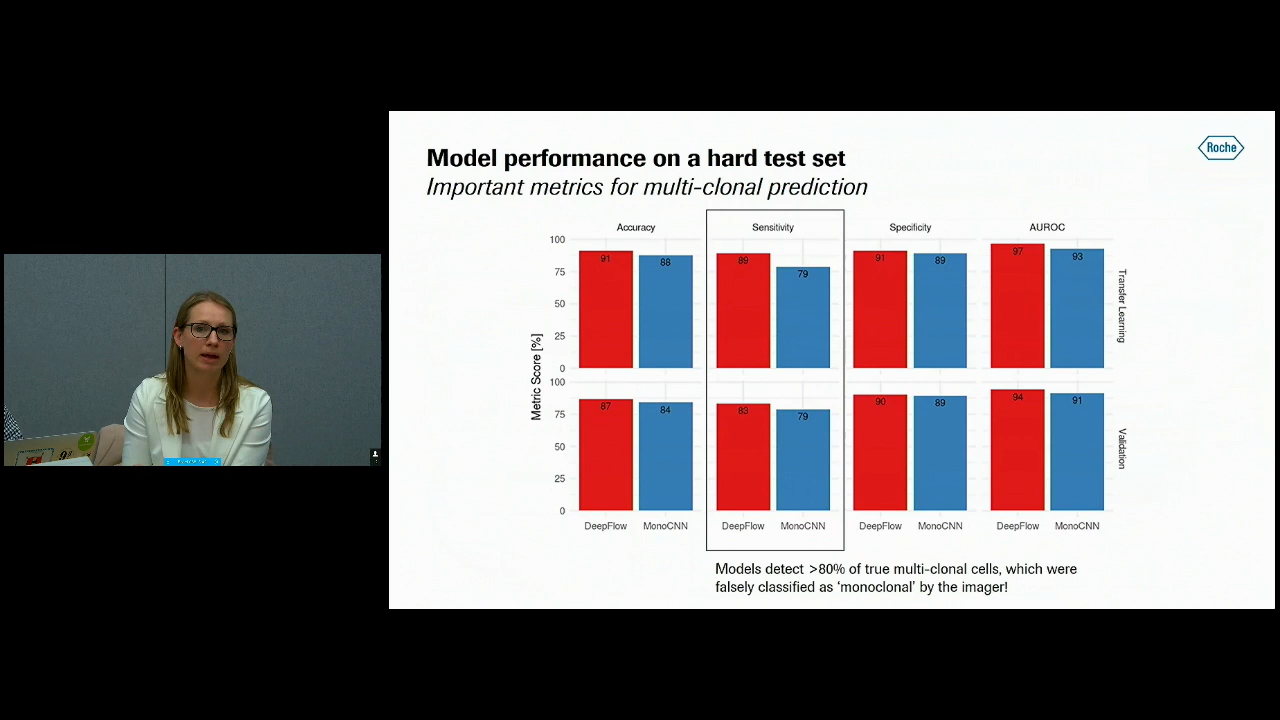 Model performance on a hard test set
Important metrics for multi-clonal prediction
Roche
Accuracy
Sensitivity
Specificity
AUROC
Metric Score [%]
100
75
50
25
0
91
88
89
79
91
89
97
93
Transfer Learning
100
75
50
25
0
87
84
83
79
90
89
94
91
Validation
DeepFlow MonoCNN
DeepFlow MonoCNN
DeepFlow MonoCNN
DeepFlow MonoCNN
Models detect >80% of true multi-clonal cells, which were
falsely classified as ‘monoclonal’ by the imager!